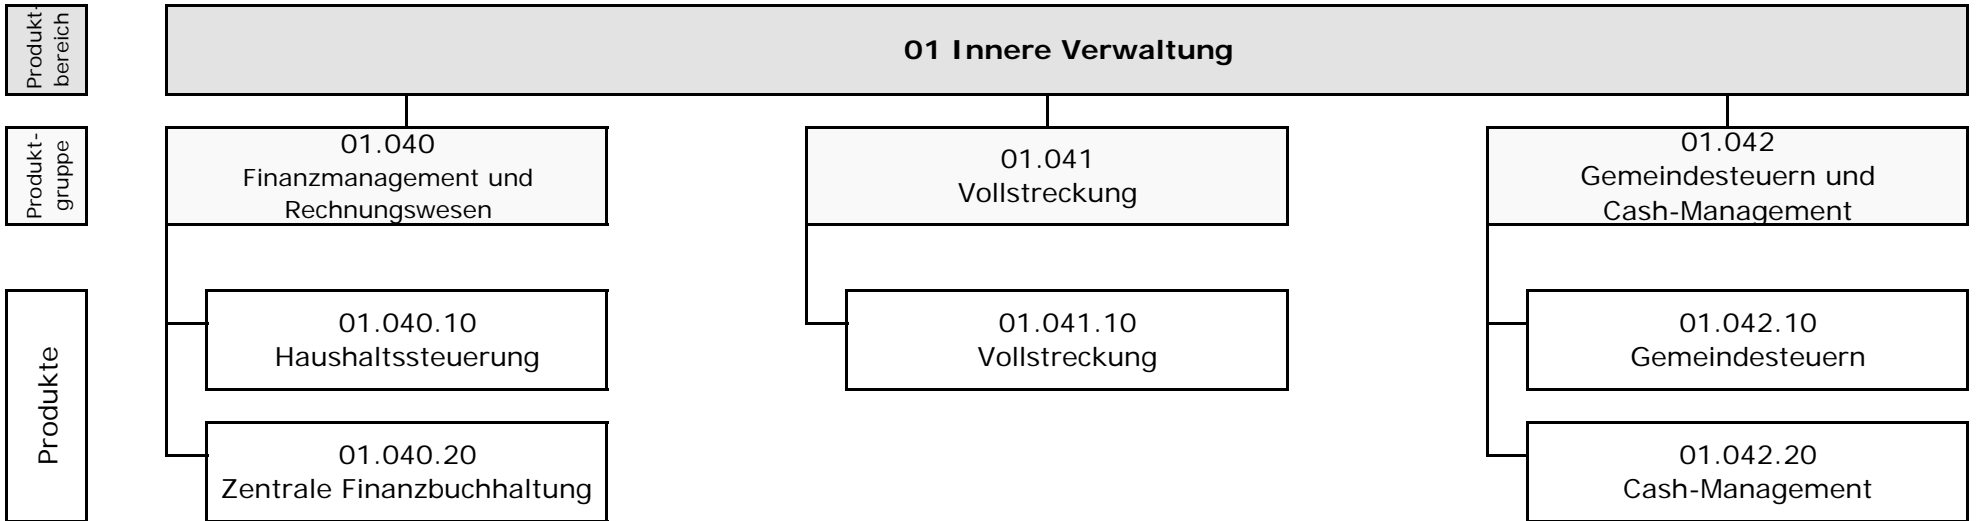 Produkt-
bereich
01 Innere Verwaltung
Produkt-
gruppe
01.040
Finanzmanagement und
Rechnungswesen
01.041
Vollstreckung
01.042
Gemeindesteuern und
Cash-Management
Produkte
01.040.10
Haushaltssteuerung
01.041.10
Vollstreckung
01.042.10
Gemeindesteuern
01.040.20
Zentrale Finanzbuchhaltung
01.042.20
Cash-Management